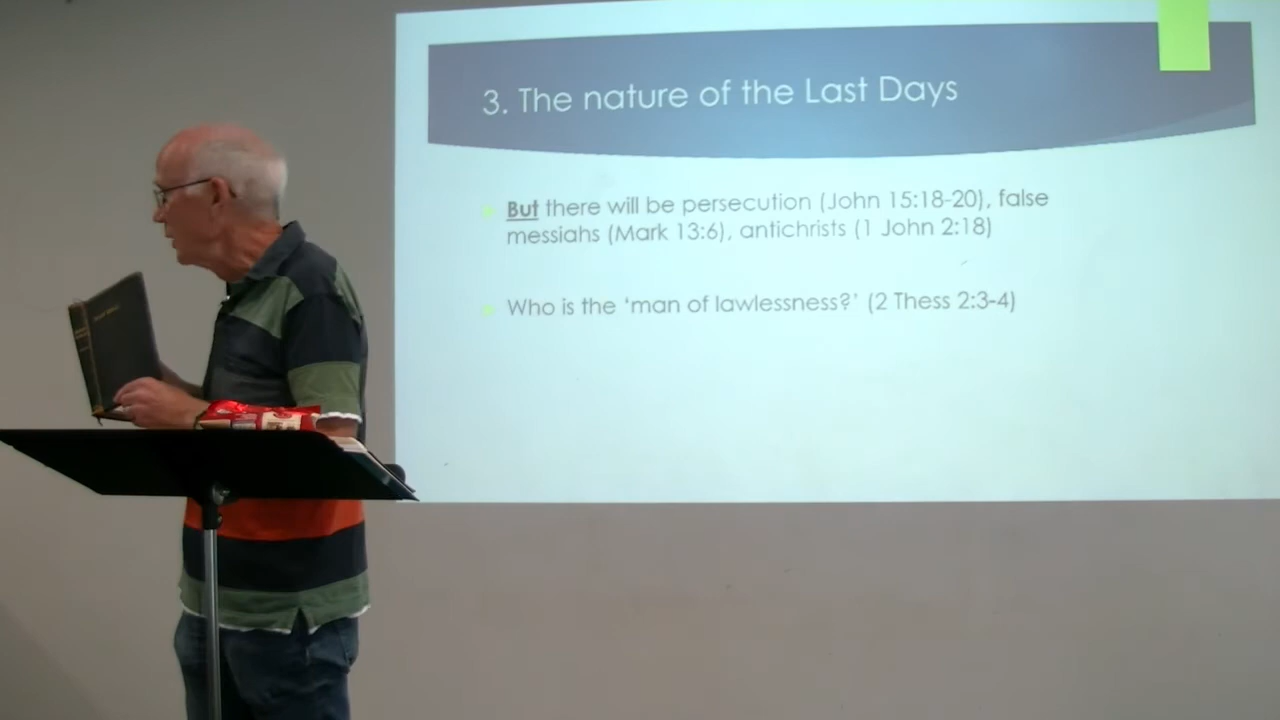 3. The nature of the Last Days
But there will be persecution (John 15:18-20), false
messiahs (Mark 13:6), antichrists (1 John 2:18)
Who is the ‘man of lawlessness?’ (2 Thess 2:3-4)